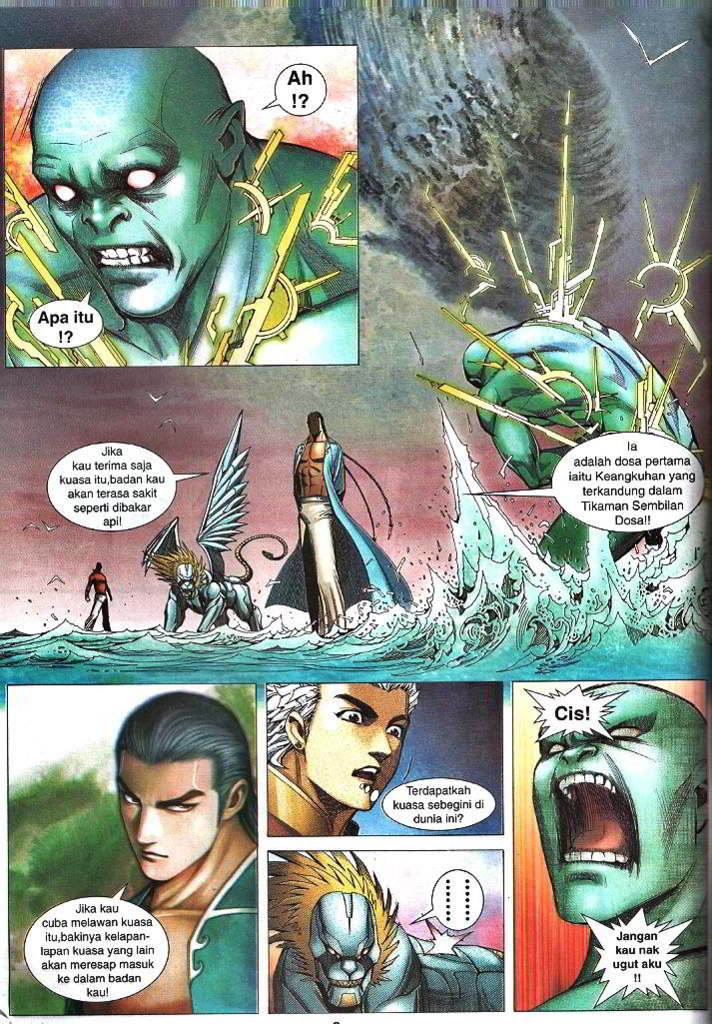 Ah
!?
Apa itu
!?
Jika
kau terima saja
kuasa itu,badan kau
akan terasa sakit
seperti dibakar
api!
Ia
adalah dosa pertama
iaitu Keangkuhan yang
terkandung dalam
Tikaman Sembilan
Dosa!!
Jika kau
cuba melawan kuasa
itu,bakinya kelapan-
lapan kuasa yang lain
akan meresap masuk
ke dalam badan
kau!
Terdapatkah
kuasa sebegini di
dunia ini?
Cis!
Jangan
kau nak
ugut aku
!!